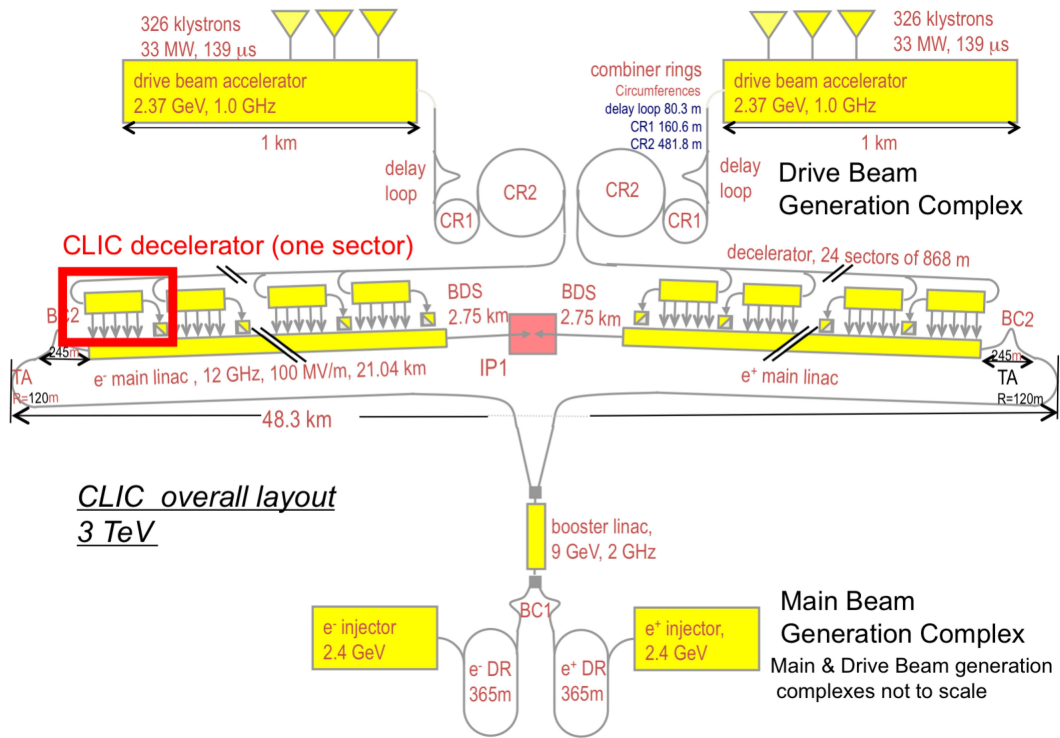 326 klystrons
33 MW, 139 μs
drive beam accelerator
2.37 GeV, 1.0 GHz
1 km
combiner rings
Circumferences
delay loop 80.3 m
CR1 160.6 m
CR2 481.8 m
326 klystrons
33 MW, 139 μs
drive beam accelerator
2.37 GeV, 1.0 GHz
1 km
delay
loop
CR1
CR2
CR2
CR1
delay
loop
Drive Beam
Generation Complex
CLIC decelerator (one sector)
decelerator, 24 sectors of 868 m
BC2
BDS
2.75 km
BDS
2.75 km
BC2
245m
TA
R=120m
e- main linac , 12 GHz, 100 MV/m, 21.04 km
IP1
e+ main linac
245m
TA
R=120m
48.3 km
CLIC overall layout
3 TeV
booster linac,
9 GeV, 2 GHz
BC1
e- injector
2.4 GeV
e- DR
365m
e+ DR
365m
e+ injector,
2.4 GeV
Main Beam
Generation Complex
Main & Drive Beam generation
complexes not to scale